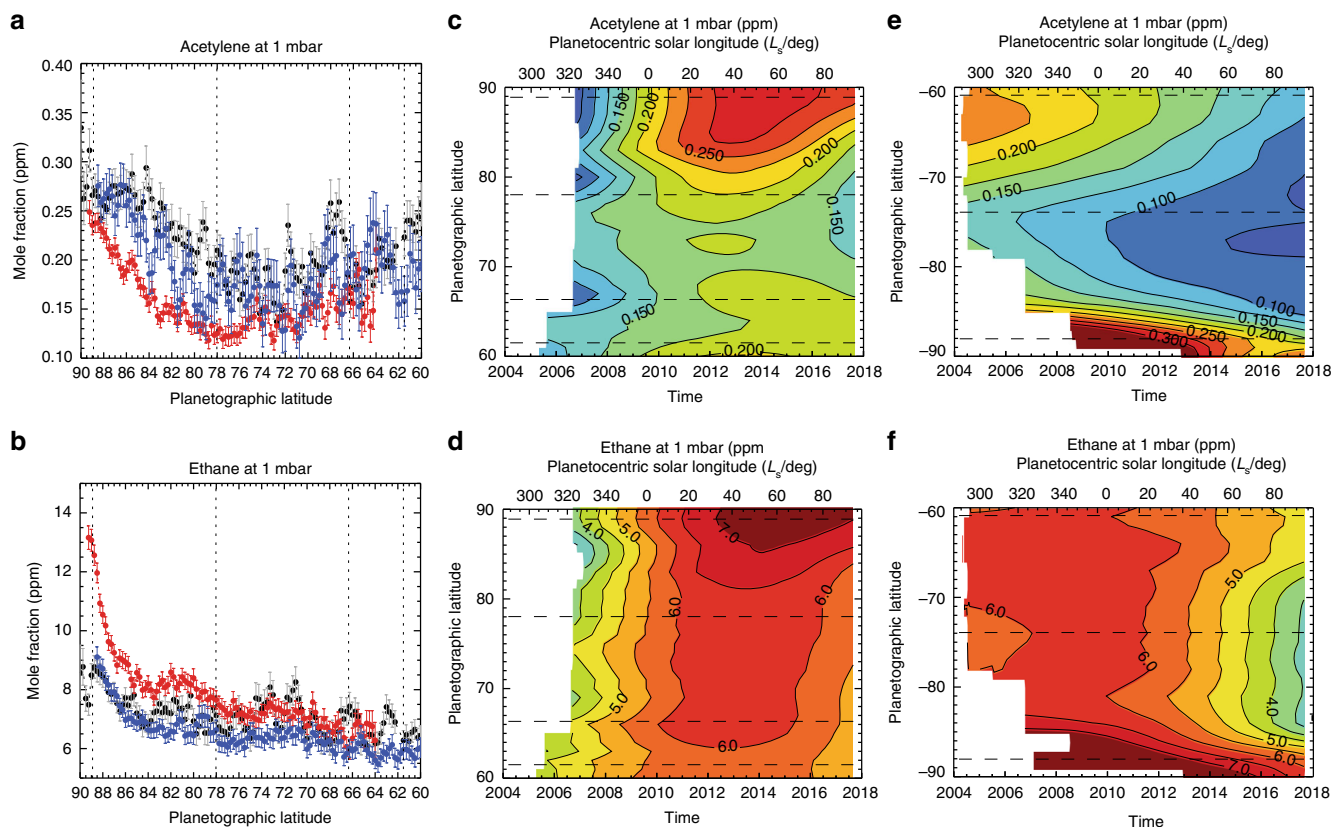 a
Acetylene at 1 mbar
0.40
0.35
0.30
0.25
0.20
0.15
0.10
Mole fraction (ppm)
90 88 86 84 82 80 78 76 74 72 70 68 66 64 62 60
Planetographic latitude
b
Ethane at 1 mbar
14
12
10
8
6
Mole fraction (ppm)
90 88 86 84 82 80 78 76 74 72 70 68 66 64 62 60
Planetographic latitude
c
Acetylene at 1 mbar (ppm)
Planetocentric solar longitude (Ls/deg)
300 320 340 0 20 40 60 80
90
80
70
60
Planetographic latitude
0.150
0.200
0.250
0.200
0.150
0.150
0.200
2004 2006 2008 2010 2012 2014 2016 2018
Time
d
Ethane at 1 mbar (ppm
Planetocentric solar longitude (Ls/deg)
300 320 340 0 20 40 60 80
90
80
70
60
Planetographic latitude
4.0
5.0
7.0
6.0
6.0
5.0
6.0
2004 2006 2008 2010 2012 2014 2016 2018
Time
e
Acetylene at 1 mbar (ppm)
Planetocentric solar longitude (Ls/deg)
300 320 340 0 20 40 60 80
−60
−70
−80
−90
0.200
0.150
0.100
0.100
0.150
0.200
0.250
0.300
2004 2006 2008 2010 2012 2014 2016 2018
Time
f
Ethane at 1 mbar (ppm)
Planetocentric solar longitude (Ls/deg)
300 320 340 0 20 40 60 80
−60
−70
−80
−90
5.0
6.0
6.0
4.0
5.0
6.0
7.0
2004 2006 2008 2010 2012 2014 2016 2018
Time